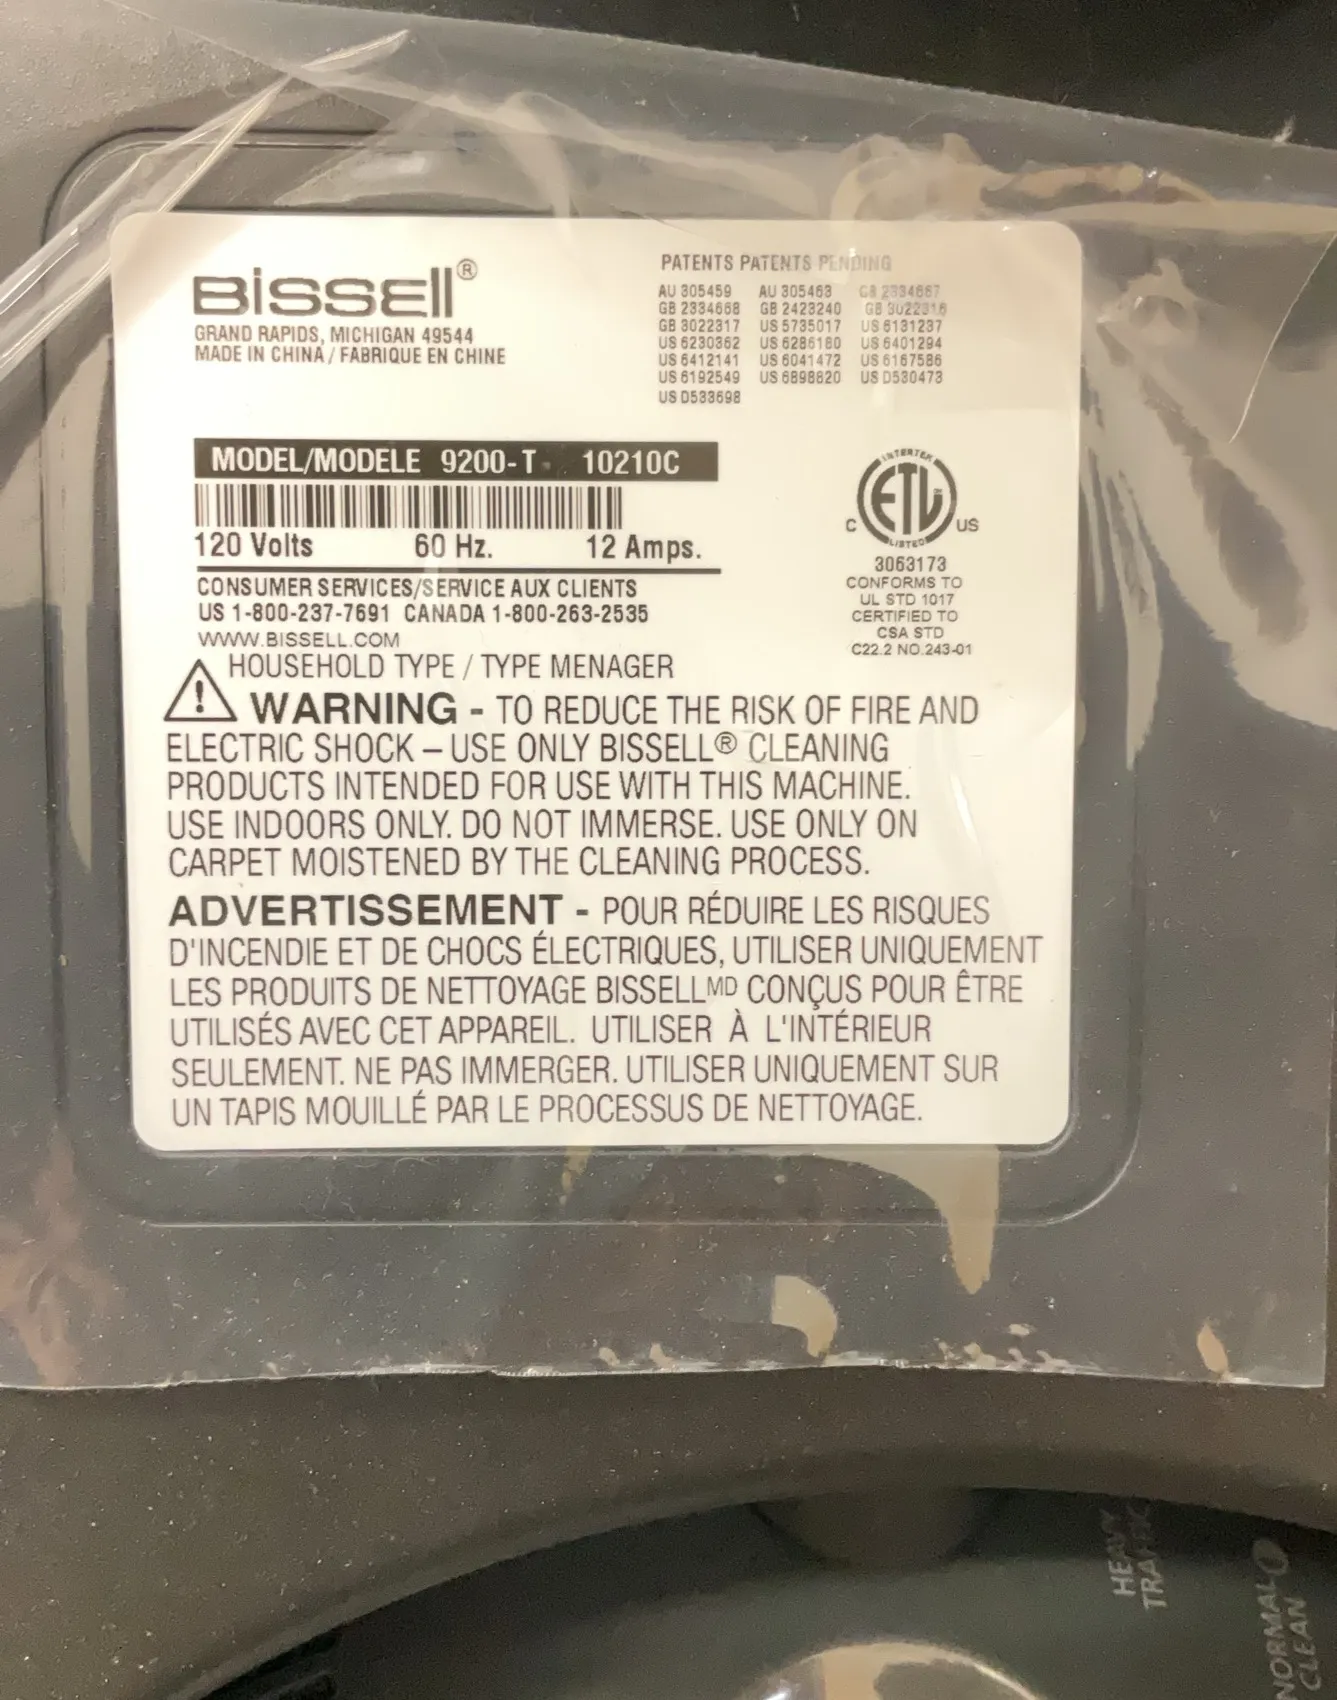 BISSELL®
GRAND RAPIDS, MICHIGAN 49544
MADE IN CHINA / FABRIQUE EN CHINE
PATENTS PATENTS PENDING
AU 305459 AU 305463 GB 2334667
GB 2334668 GB 2423240 GB 3022316
GB 3022317 US 5735017 US 6131237
US 6230362 US 6286180 US 6401294
US 6412141 US 6041472 US 6167586
US 6192549 US 6898820 US D530473
US D533698
MODEL/MODELE 9200-T 10210C
120 Volts 60 Hz. 12 Amps.
CONSUMER SERVICES/SERVICE AUX CLIENTS
US 1-800-237-7691 CANADA 1-800-263-2535
WWW.BISSELL.COM
HOUSEHOLD TYPE / TYPE MENAGER
INTERTEK
ETL
C US
LISTED
3063173
CONFORMS TO
UL STD 1017
CERTIFIED TO
CSA STD
C22.2 NO.243-01
WARNING - TO REDUCE THE RISK OF FIRE AND
ELECTRIC SHOCK – USE ONLY BISSELL® CLEANING
PRODUCTS INTENDED FOR USE WITH THIS MACHINE.
USE INDOORS ONLY. DO NOT IMMERSE. USE ONLY ON
CARPET MOISTENED BY THE CLEANING PROCESS.
ADVERTISSEMENT - POUR RÉDUIRE LES RISQUES
D'INCENDIE ET DE CHOCS ÉLECTRIQUES, UTILISER UNIQUEMENT
LES PRODUITS DE NETTOYAGE BISSELLMD CONÇUS POUR ÊTRE
UTILISÉS AVEC CET APPAREIL. UTILISER À L'INTÉRIEUR
SEULEMENT. NE PAS IMMERGER. UTILISER UNIQUEMENT SUR
UN TAPIS MOUILLÉ PAR LE PROCESSUS DE NETTOYAGE.
HEAVY
TRAFFIC
NORMAL
CLEAN